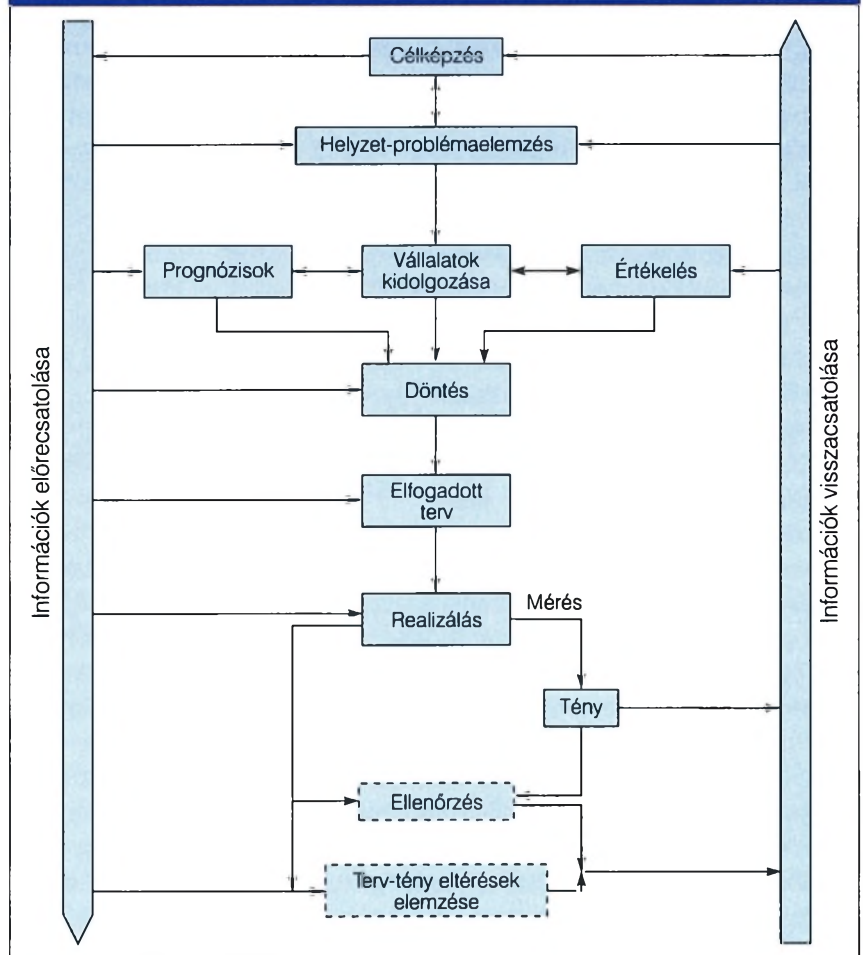 Célképzés
Helyzet-problémaelemzés
Prognózisok
Vállalatok
kidolgozása
Értékelés
Információk előrecsatolása
Információk visszacsatolása
Döntés
Elfogadott
terv
Realizálás
Mérés
Tény
Ellenőrzés
Terv-tény eltérések
elemzése